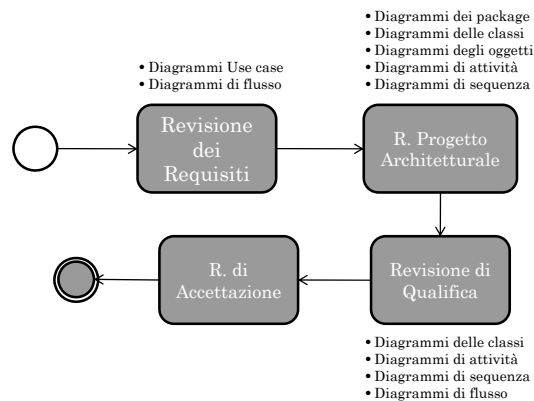 • Diagrammi dei package
• Diagrammi delle classi
• Diagrammi degli oggetti
• Diagrammi di attività
• Diagrammi di sequenza
• Diagrammi Use case
• Diagrammi di flusso
Revisione
dei
Requisiti
R. Progetto
Architetturale
R. di
Accettazione
Revisione di
Qualifica
• Diagrammi delle classi
• Diagrammi di attività
• Diagrammi di sequenza
• Diagrammi di flusso